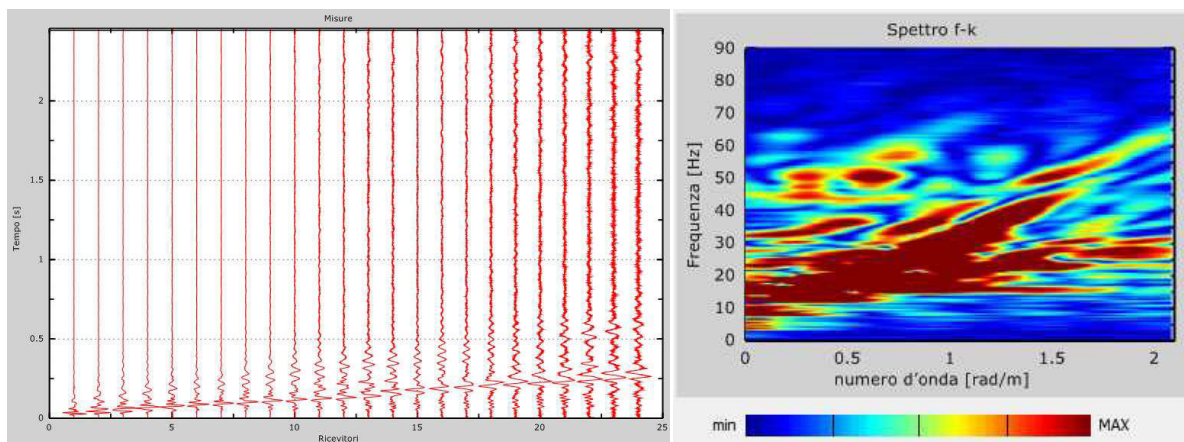 Misure
Tempo [s]
2
1.5
1
0.5
0
0 5 10 15 20 25
Ricevitori
Spettro f-k
Frequenza [Hz]
90
80
70
60
50
40
30
20
10
0
0 0.5 1 1.5 2
numero d'onda [rad/m]
min MAX